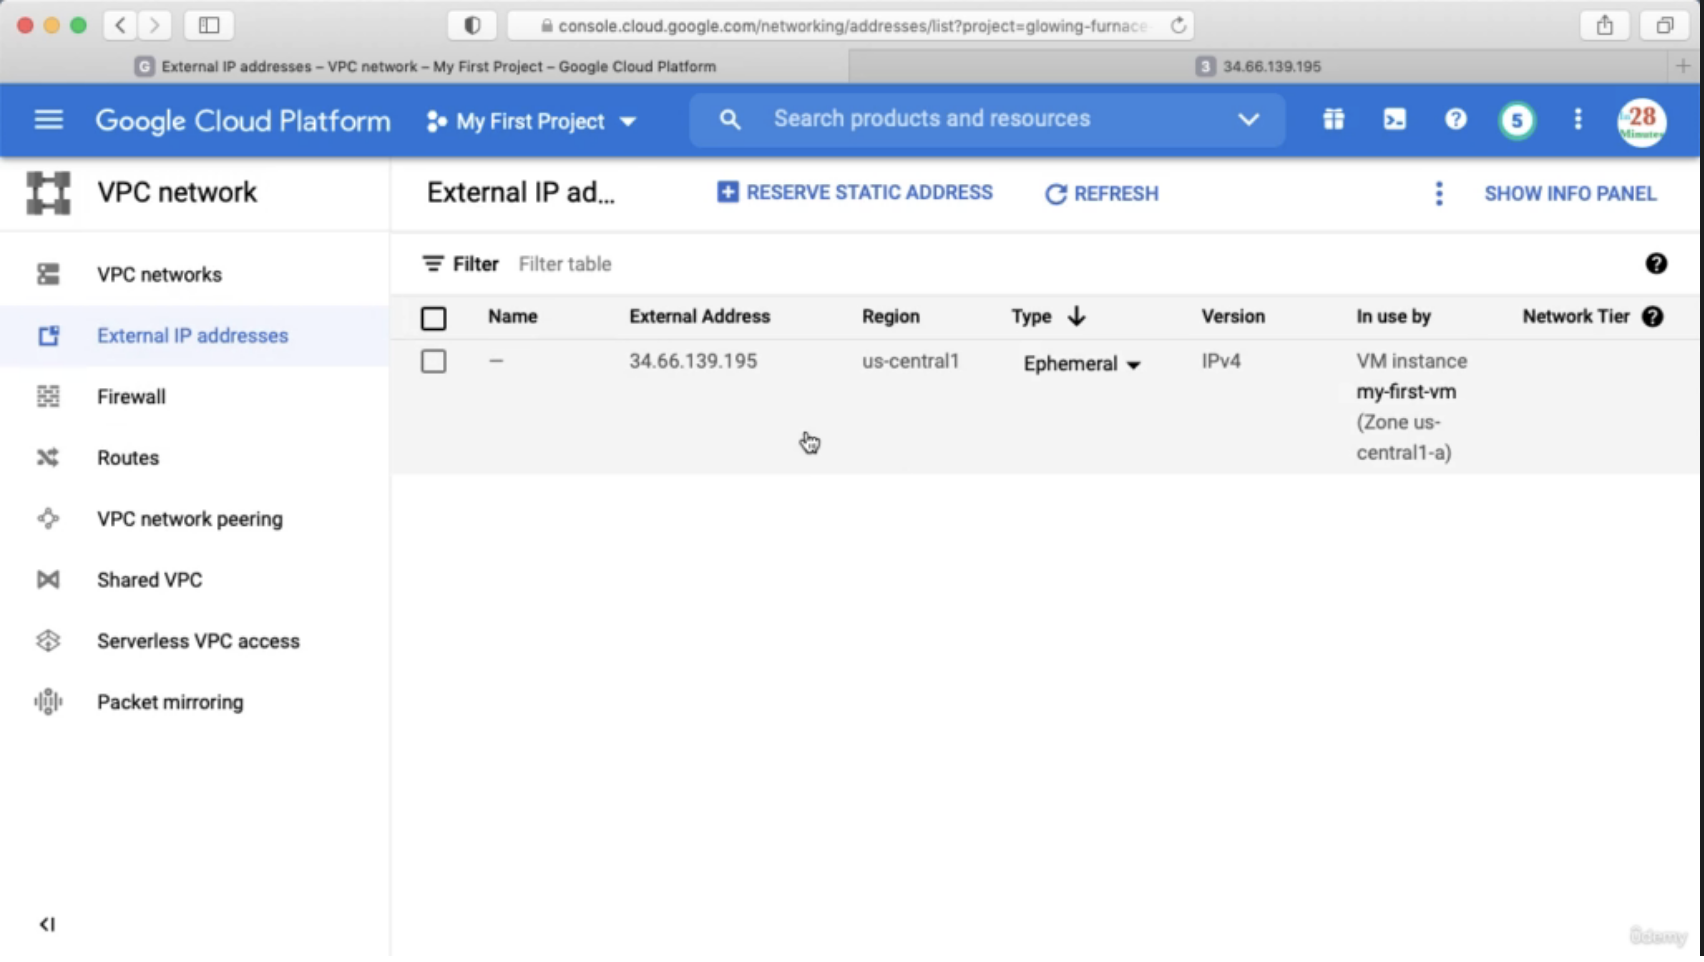 console.cloud.google.com/networking/addresses/list?project=glowing-furnace-
G External IP addresses – VPC network – My First Project – Google Cloud Platform
3 34.66.139.195
Google Cloud Platform
My First Project
Search products and resources
5
28
Minutes
VPC network
External IP ad...
RESERVE STATIC ADDRESS
REFRESH
SHOW INFO PANEL
VPC networks
External IP addresses
Firewall
Routes
VPC network peering
Shared VPC
Serverless VPC access
Packet mirroring
Filter Filter table
Name External Address Region Type Version In use by Network Tier
— 34.66.139.195 us-central1 Ephemeral IPv4 VM instance
my-first-vm
(Zone us-
central1-a)
ûdemy